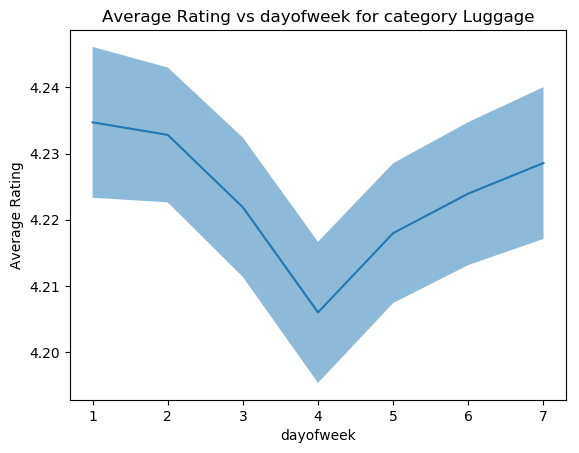 Average Rating vs dayofweek for category Luggage
Average Rating
4.24
4.23
4.22
4.21
4.20
1 2 3 4 5 6 7
dayofweek